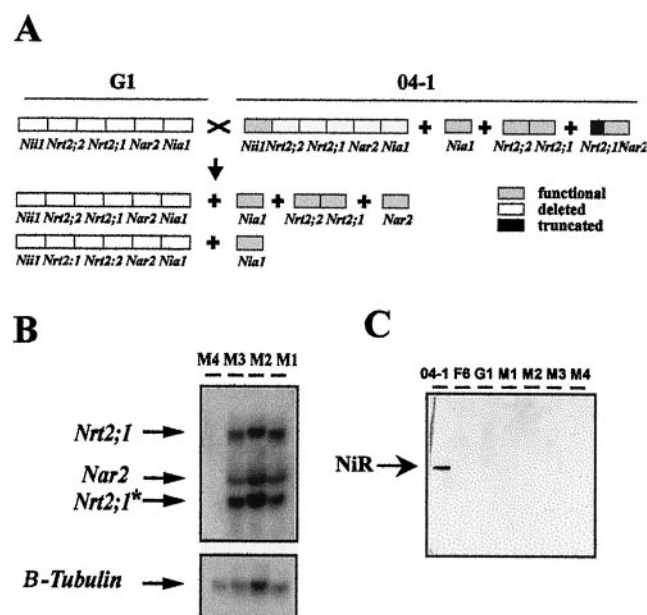 A
G1 04-1
Nii1 Nrt2;2 Nrt2;1 Nar2 Nia1 Nii1 Nrt2;2 Nrt2;1 Nar2 Nia1 + Nia1 + Nrt2;2 Nrt2;1 + Nrt2;1 Nar2
Nii1 Nrt2;2 Nrt2;1 Nar2 Nia1 + Nia1 + Nrt2;2 Nrt2;1 + Nar2
functional
deleted
truncated
Nii1 Nrt2:1 Nrt2:2 Nar2 Nia1 + Nia1
B
M4 M3 M2 M1
Nrt2;1
Nar2
Nrt2;1*
B-Tubulin
C
04-1 F6 G1 M1 M2 M3 M4
NiR